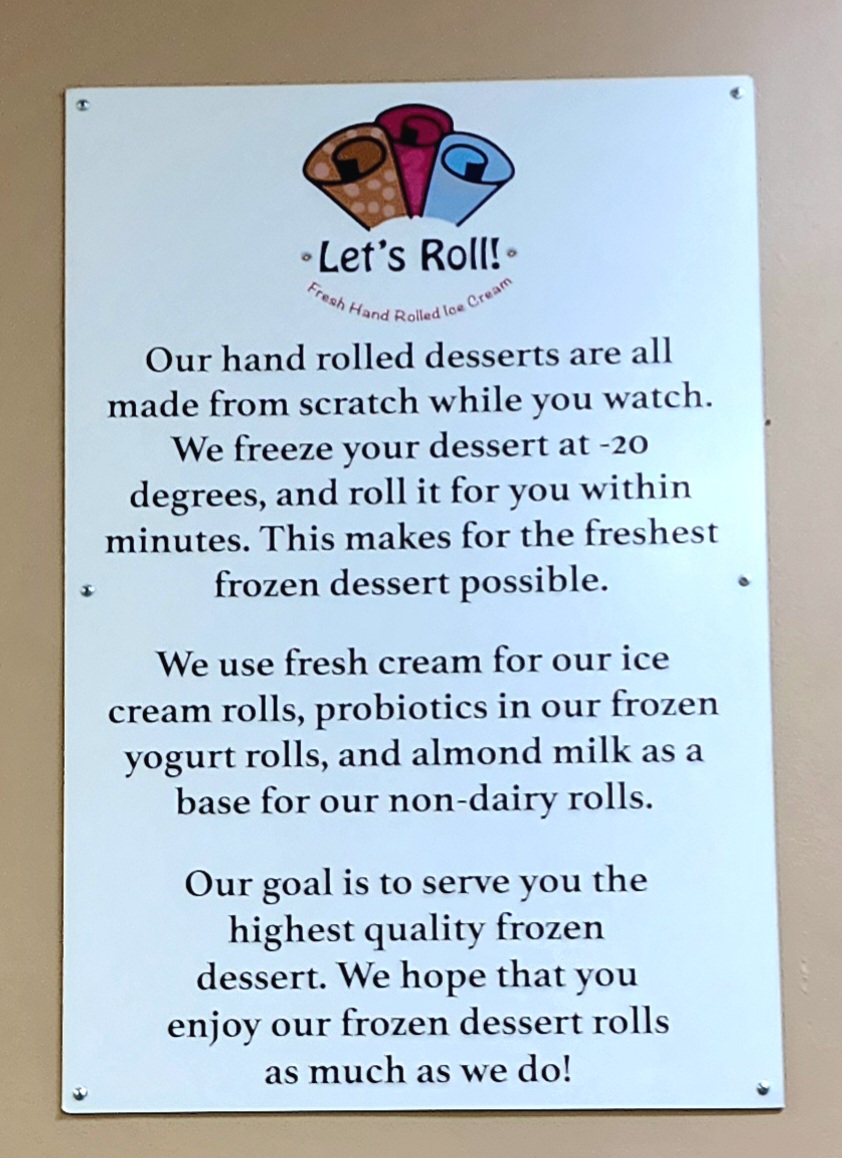 Let's Roll!
Fresh Hand Rolled Ice Cream
Our hand rolled desserts are all
made from scratch while you watch.
We freeze your dessert at -20
degrees, and roll it for you within
minutes. This makes for the freshest
frozen dessert possible.
We use fresh cream for our ice
cream rolls, probiotics in our frozen
yogurt rolls, and almond milk as a
base for our non-dairy rolls.
Our goal is to serve you the
highest quality frozen
dessert. We hope that you
enjoy our frozen dessert rolls
as much as we do!